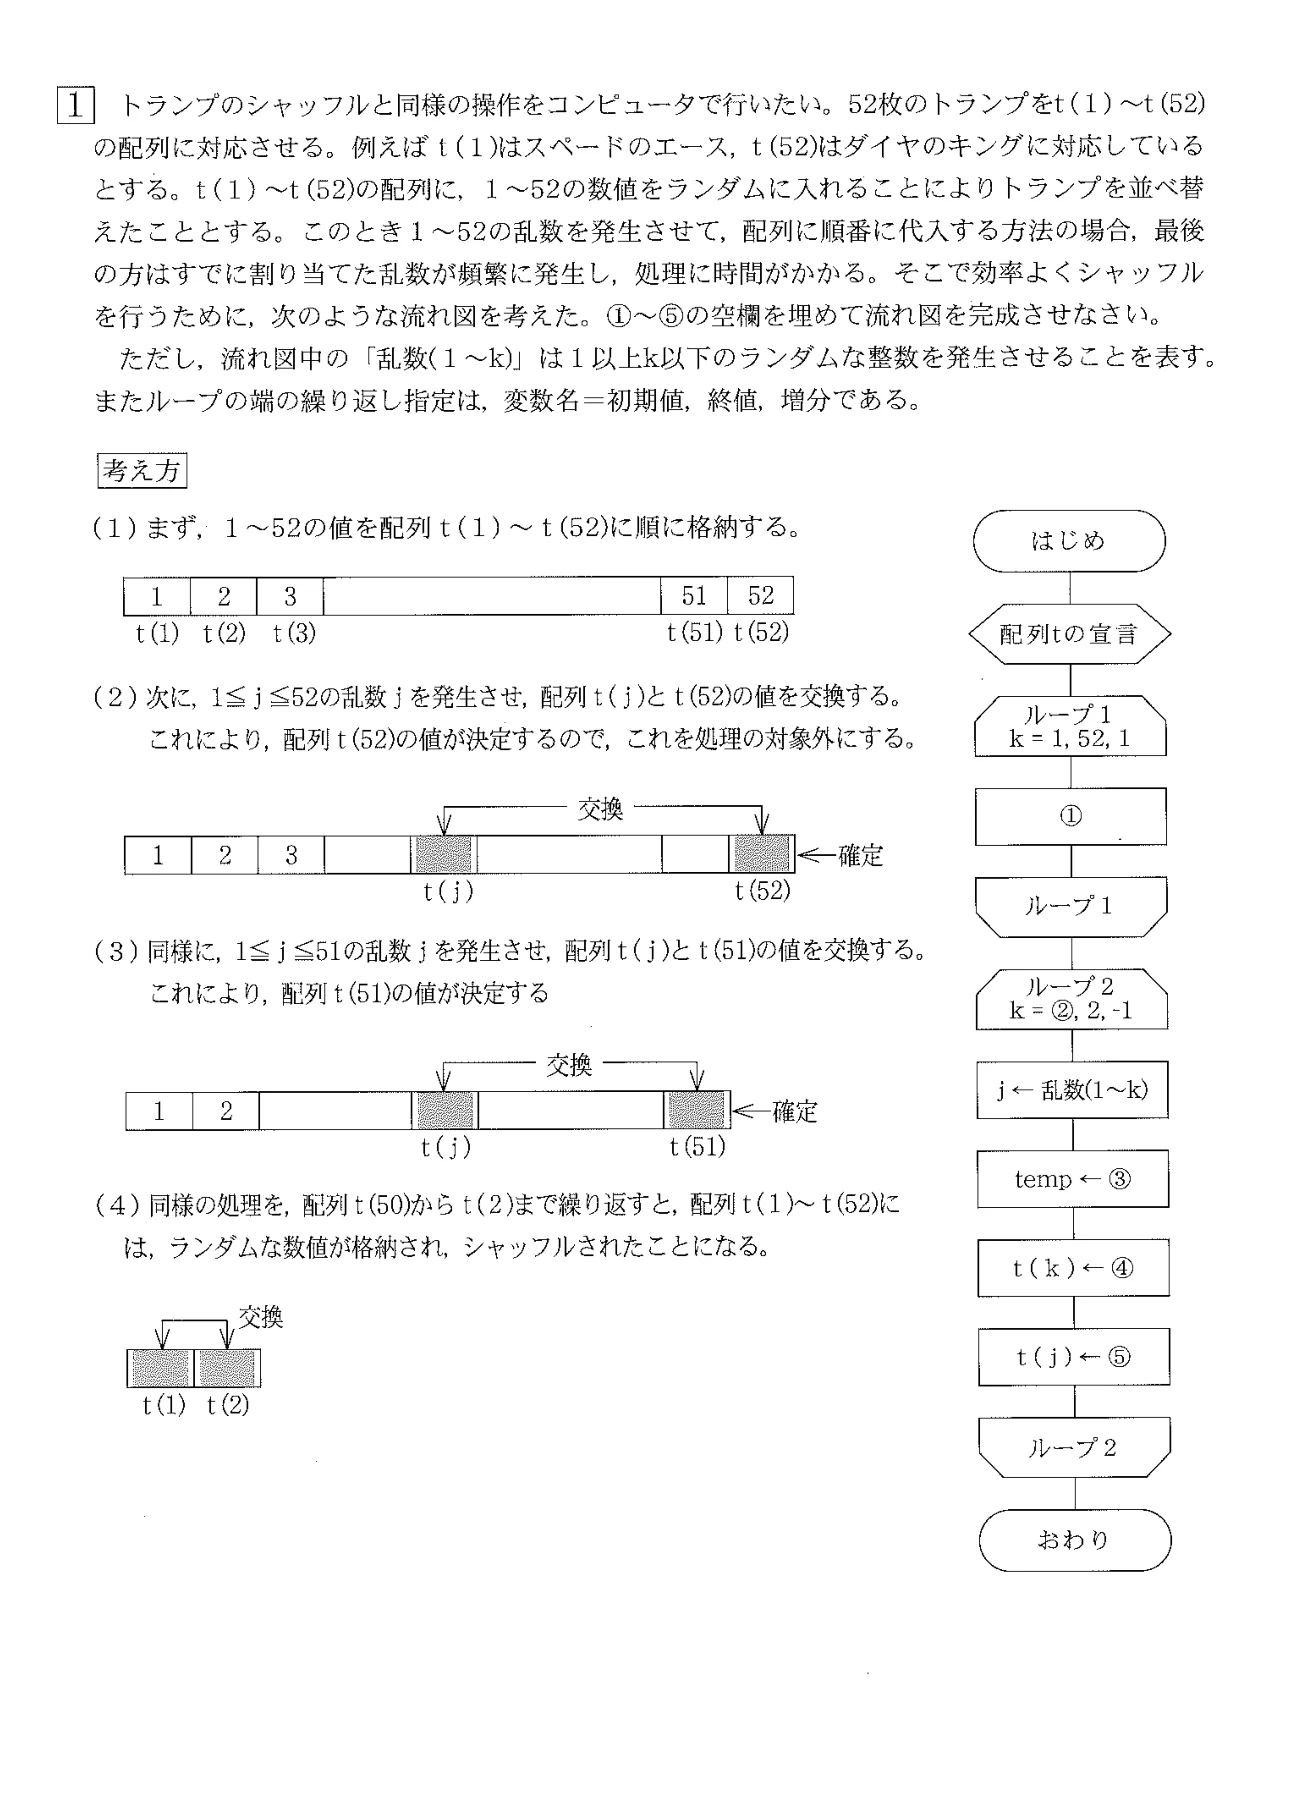 1 トランプのシャッフルと同様の操作をコンピュータで行いたい。52枚のトランプをt(1)～t(52)
の配列に対応させる。例えばt(1)はスペードのエース，t(52)はダイヤのキングに対応している
とする。t(1)～t(52)の配列に，1～52の数値をランダムに入れることによりトランプを並べ替
えたこととする。このとき1～52の乱数を発生させて，配列に順番に代入する方法の場合，最後
の方はすでに割り当てた乱数が頻繁に発生し，処理に時間がかかる。そこで効率よくシャッフル
を行うために，次のような流れ図を考えた。①～⑤の空欄を埋めて流れ図を完成させなさい。
ただし，流れ図中の「乱数(1～k)」は1以上k以下のランダムな整数を発生させることを表す。
またループの端の繰り返し指定は，変数名＝初期値，終値，増分である。
考え方
(1) まず，1～52の値を配列t(1)～t(52)に順に格納する。
1 2 3 51 52
t(1) t(2) t(3) t(51) t(52)
(2) 次に，1≦j≦52の乱数jを発生させ，配列t(j)とt(52)の値を交換する。
これにより，配列t(52)の値が決定するので，これを処理の対象外にする。
交換
1 2 3 ←確定
t(j) t(52)
(3) 同様に，1≦j≦51の乱数jを発生させ，配列t(j)とt(51)の値を交換する。
これにより，配列t(51)の値が決定する
交換
1 2 ←確定
t(j) t(51)
(4) 同様の処理を，配列t(50)からt(2)まで繰り返すと，配列t(1)～t(52)に
は，ランダムな数値が格納され，シャッフルされたことになる。
交換
t(1) t(2)
はじめ
配列tの宣言
ループ1
k = 1, 52, 1
①
ループ1
ループ2
k = ②, 2, -1
j ← 乱数(1～k)
temp ← ③
t(k) ← ④
t(j) ← ⑤
ループ2
おわり